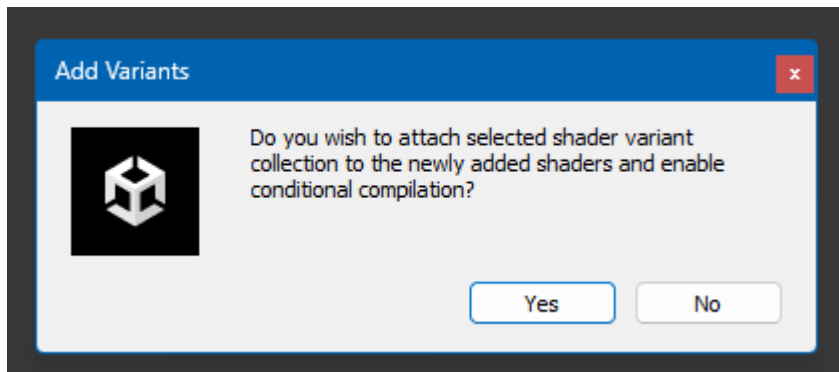 Add Variants
x
Do you wish to attach selected shader variant
collection to the newly added shaders and enable
conditional compilation?
Yes
No